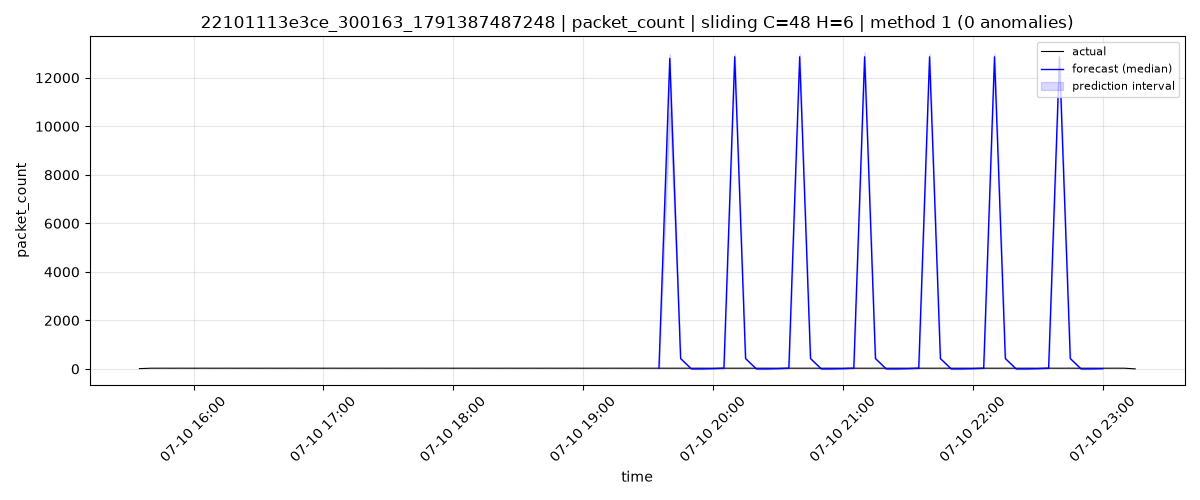 22101113e3ce_300163_1791387487248 | packet_count | sliding C=48 H=6 | method 1 (0 anomalies)
actual
forecast (median)
prediction interval
packet_count
12000
10000
8000
6000
4000
2000
0
07-10 16:00
07-10 17:00
07-10 18:00
07-10 19:00
07-10 20:00
07-10 21:00
07-10 22:00
07-10 23:00
time